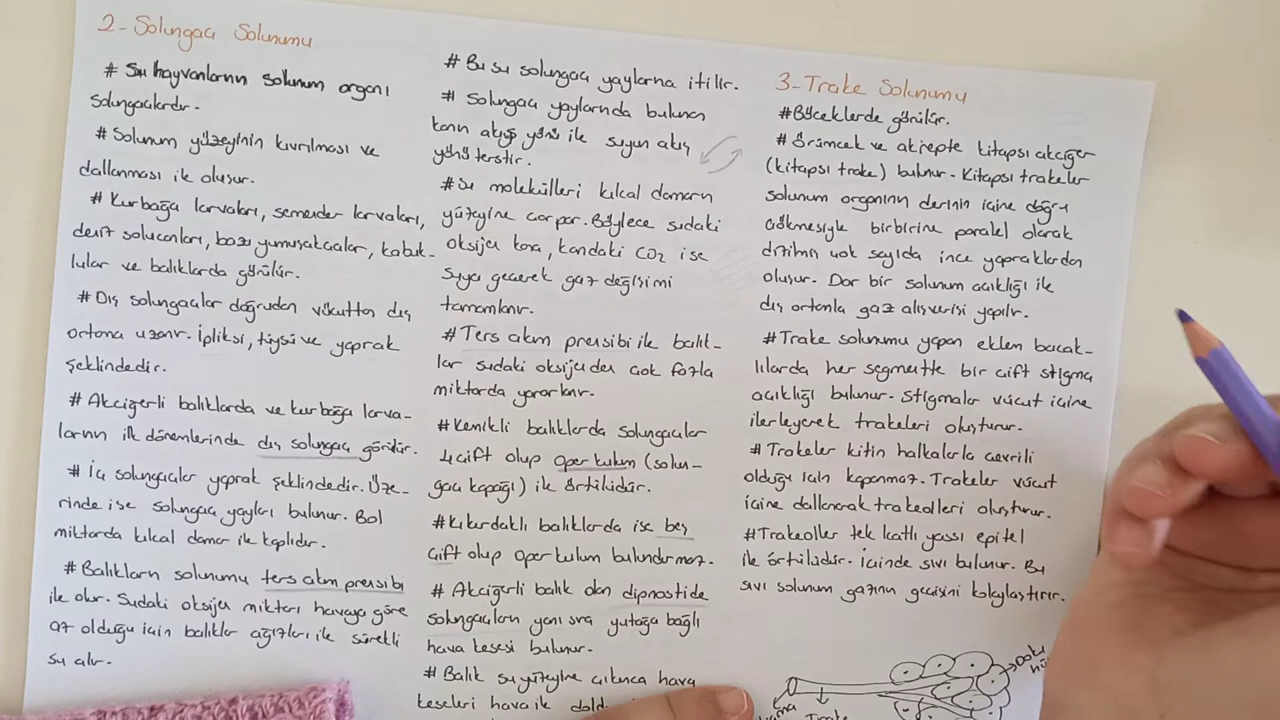 2-Solungaç Solunumu
# Su hayvanlarının solunum organı
solungaçlardır.
# Solunum yüzeyinin kıvrılması ve
dallanması ile oluşur.
# Kurbağa larvaları, semender larvaları,
deniz solucanları, bazı yumuşakçalar, kabuk-
lular ve balıklarda görülür.
# Dış solungaçlar doğrudan vücuttan dış
ortama uzanır. İpliksi, tüysü ve yaprak
şeklindedir.
# Akciğerli balıklarda ve kurbağa larva-
larının ilk dönemlerinde dış solungaç görülür.
# İç solungaçlar yaprak şeklindedir. Üze-
rinde ise solungaç yayları bulunur. Bol
miktarda kılcal damar ile kaplıdır.
# Balıkların solunumu ters akım prensibi
ile olur. Sudaki oksijen miktarı havaya göre
az olduğu için balıklar ağızları ile sürekli
su alır.
# Bu su solungaç yaylarına itilir.
# Solungaç yaylarında bulunan
kanın akış yönü ile suyun akış
yönü terstir.
# Su molekülleri kılcal damarın
yüzeyine çarpar. Böylece sudaki
oksijen kana, kandaki CO2 ise
suya geçerek gaz değişimi
tamamlanır.
# Ters akım prensibi ile balık-
lar sudaki oksijenden çok fazla
miktarda yararlanır.
# Kemikli balıklarda solungaçlar
4 çift olup operkulum (solun-
gaç kapağı) ile örtülüdür.
# Kıkırdaklı balıklarda ise beş
çift olup operkulum bulundurmaz.
# Akciğerli balık olan dipnoatide
solungaçların yanı sıra yutağa bağlı
hava kesesi bulunur.
# Balık su yüzeyine çıkınca hava
keseleri hava ile
3-Trake Solunumu
# Böceklerde görülür.
# Örümcek ve akrepte kitapsı akciğer
(kitapsı trake) bulunur. Kitapsı trakeler
solunum organının derinin içine doğru
çökmesiyle birbirine paralel olarak
dizilmiş çok sayıda ince yapraklardan
oluşur. Dar bir solunum açıklığı ile
dış ortamla gaz alışverişi yapılır.
# Trake solunumu yapan eklem bacak-
lılarda her segmentte bir çift stigma
açıklığı bulunur. Stigmalar vücut içine
ilerleyerek trakeleri oluşturur.
# Trakeler kitin halkalarla çevrili
olduğu için kapanmaz. Trakeler vücut
içine dallanarak trakeolleri oluşturur.
# Trakeoller tek katlı yassı epitel
ile örtülüdür. İçinde sıvı bulunur. Bu
sıvı solunum gazının geçişini kolaylaştırır.
Trake